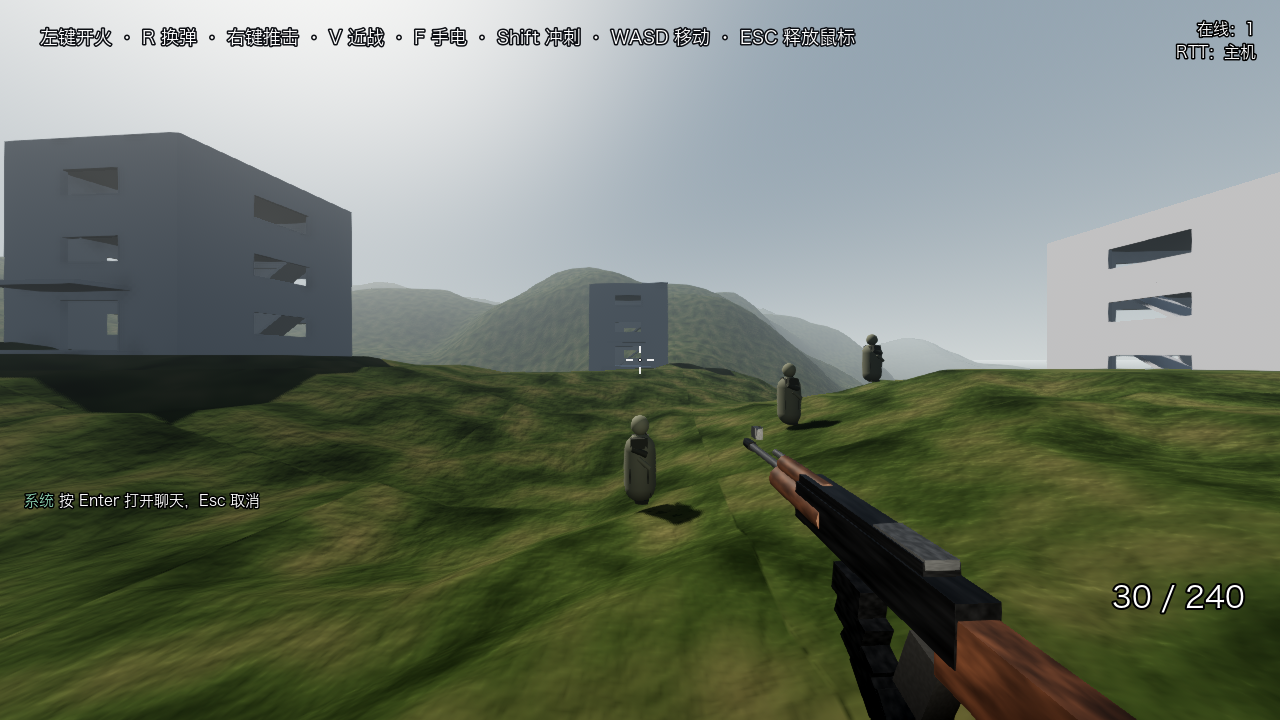 左键开火 · R 换弹 · 右键推击 · V 近战 · F 手电 · Shift 冲刺 · WASD 移动 · ESC 释放鼠标
在线: 1
RTT: 主机
系统 按 Enter 打开聊天, Esc 取消
30 / 240